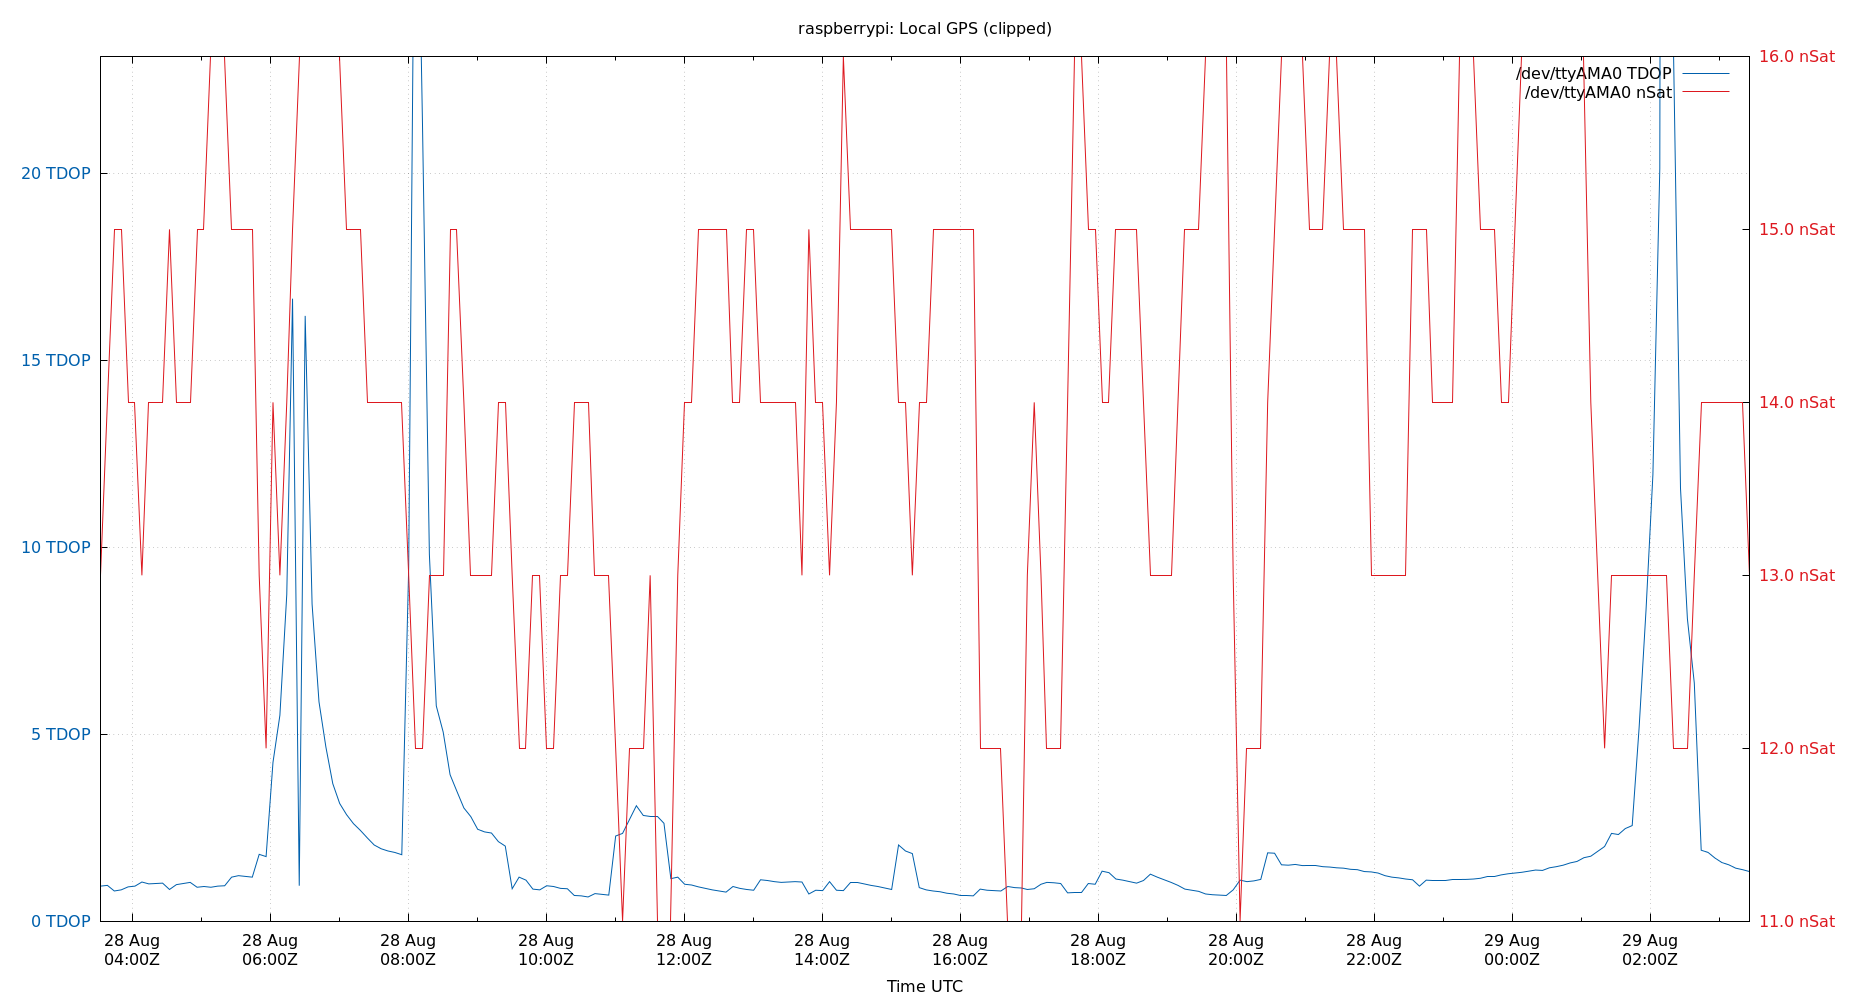 raspberrypi: Local GPS (clipped)
16.0 nSat
/dev/ttyAMA0 TDOP
/dev/ttyAMA0 nSat
20 TDOP
15.0 nSat
15 TDOP
14.0 nSat
10 TDOP
13.0 nSat
5 TDOP
12.0 nSat
0 TDOP
11.0 nSat
28 Aug 28 Aug 28 Aug 28 Aug 28 Aug 28 Aug 28 Aug 28 Aug 28 Aug 28 Aug 29 Aug 29 Aug
04:00Z 06:00Z 08:00Z 10:00Z 12:00Z 14:00Z 16:00Z 18:00Z 20:00Z 22:00Z 00:00Z 02:00Z
Time UTC